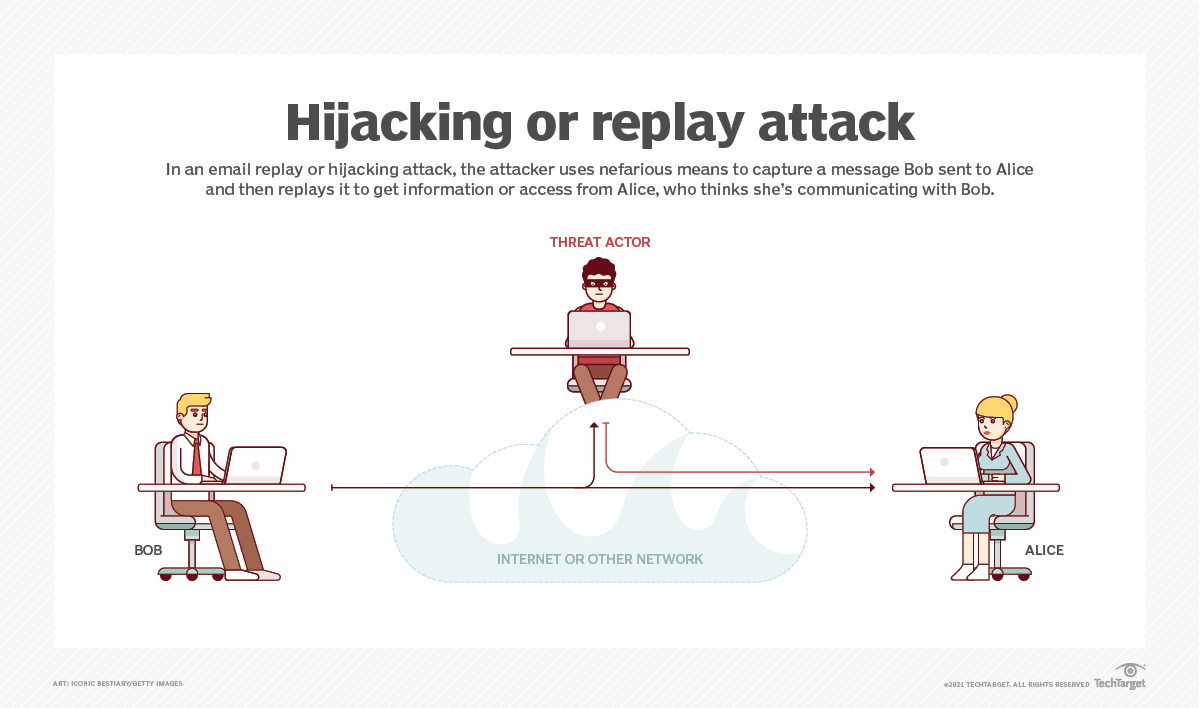 Hijacking or replay attack
In an email replay or hijacking attack, the attacker uses nefarious means to capture a message Bob sent to Alice
and then replays it to get information or access from Alice, who thinks she's communicating with Bob.
THREAT ACTOR
BOB
ALICE
INTERNET OR OTHER NETWORK
ART: ICONIC BESTIARY/GETTY IMAGES
©2021 TECHTARGET. ALL RIGHTS RESERVED TechTarget